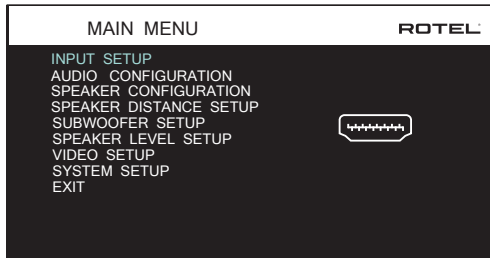 MAIN MENU
ROTEL
INPUT SETUP
AUDIO CONFIGURATION
SPEAKER CONFIGURATION
SPEAKER DISTANCE SETUP
SUBWOOFER SETUP
SPEAKER LEVEL SETUP
VIDEO SETUP
SYSTEM SETUP
EXIT